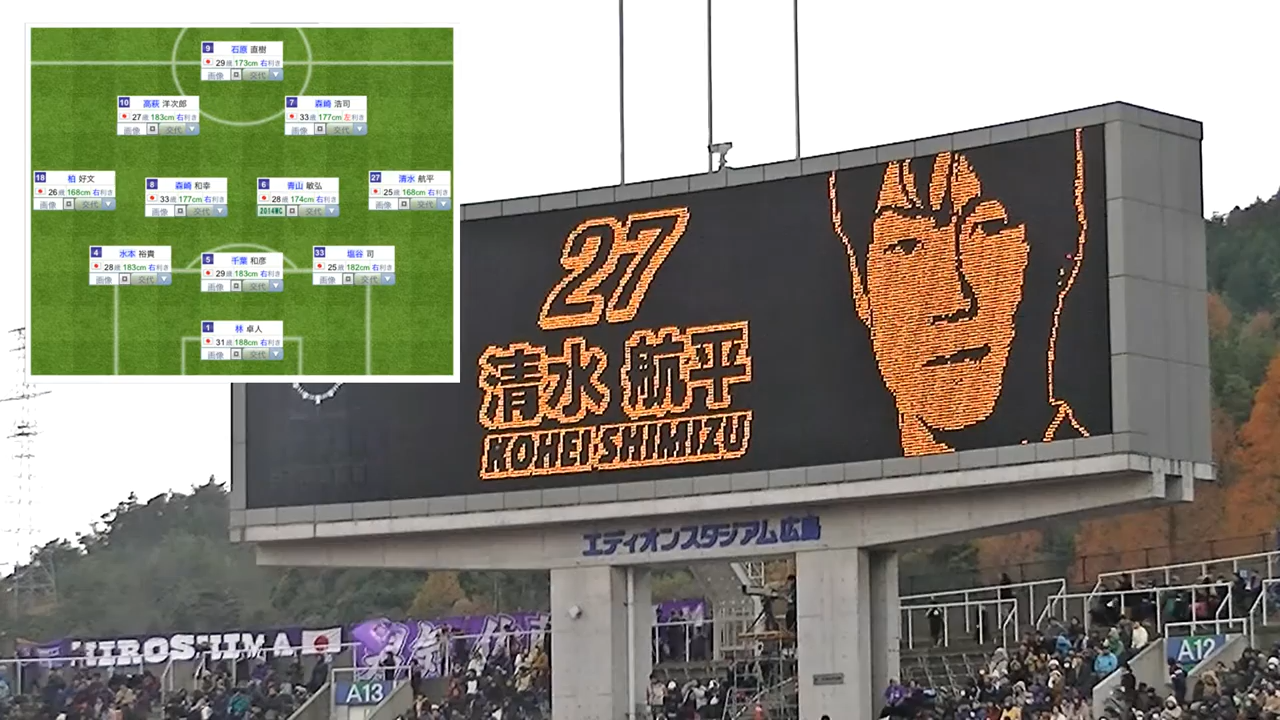 9 石原 直樹
29歳 173cm 右利き
画像 交代
10 高萩 洋次郎
27歳 183cm 右利き
画像 交代
7 森崎 浩司
33歳 177cm 左利き
画像 交代
18 柏 好文
26歳 168cm 右利き
画像 交代
8 森崎 和幸
33歳 177cm 右利き
画像 交代
6 青山 敏弘
28歳 174cm 右利き
2014WC 交代
27 清水 航平
25歳 168cm 右利き
画像 交代
4 水本 裕貴
28歳 183cm 右利き
画像 交代
5 千葉 和彦
29歳 183cm 右利き
画像 交代
33 塩谷 司
25歳 182cm 右利き
画像 交代
1 林 卓人
31歳 188cm 右利き
画像 交代
27
清水 航平
KOHEI SHIMIZU
エディオンスタジアム広島
HIROSHIMA
A13
A12